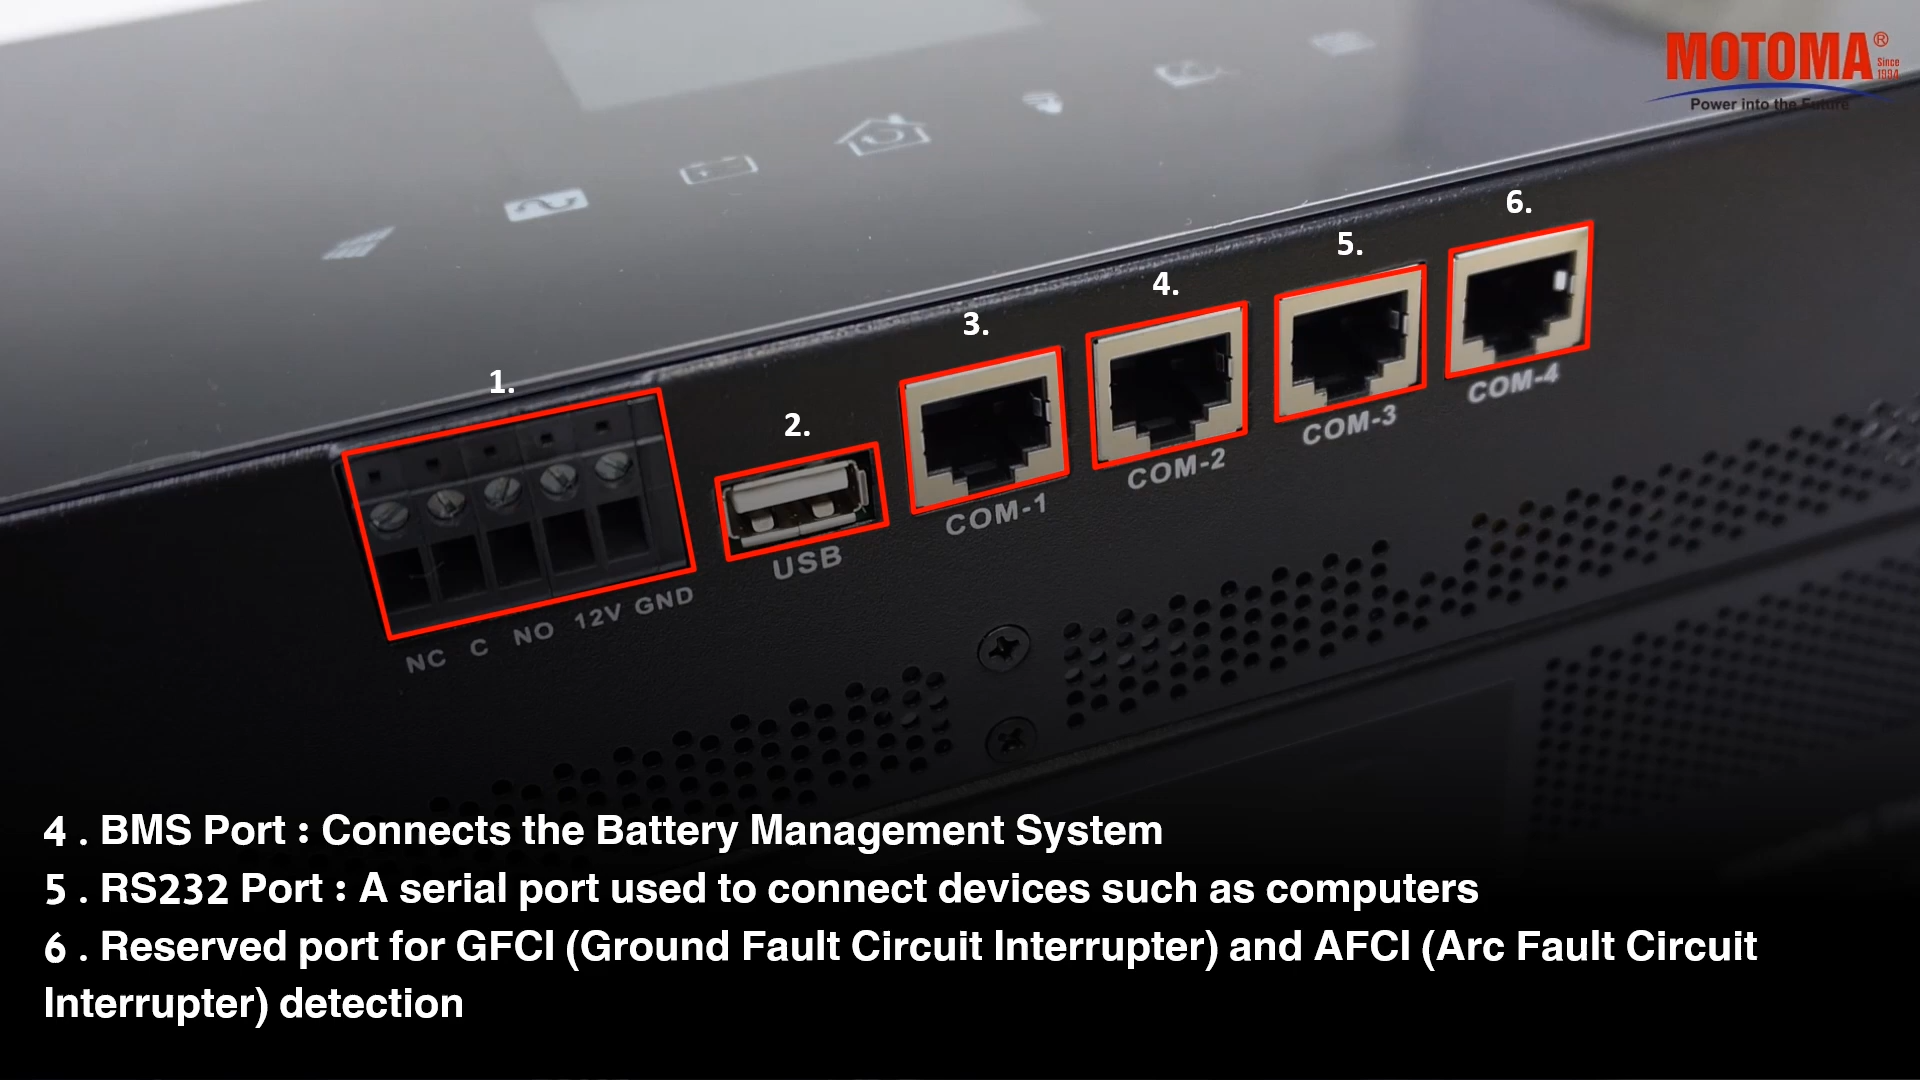 MOTOMA®
Since
1994
Power into the Future
6.
5.
4.
3.
1.
2.
COM-4
COM-3
COM-2
COM-1
USB
NC C NO 12V GND
4 . BMS Port : Connects the Battery Management System
5 . RS232 Port : A serial port used to connect devices such as computers
6 . Reserved port for GFCI (Ground Fault Circuit Interrupter) and AFCI (Arc Fault Circuit
Interrupter) detection